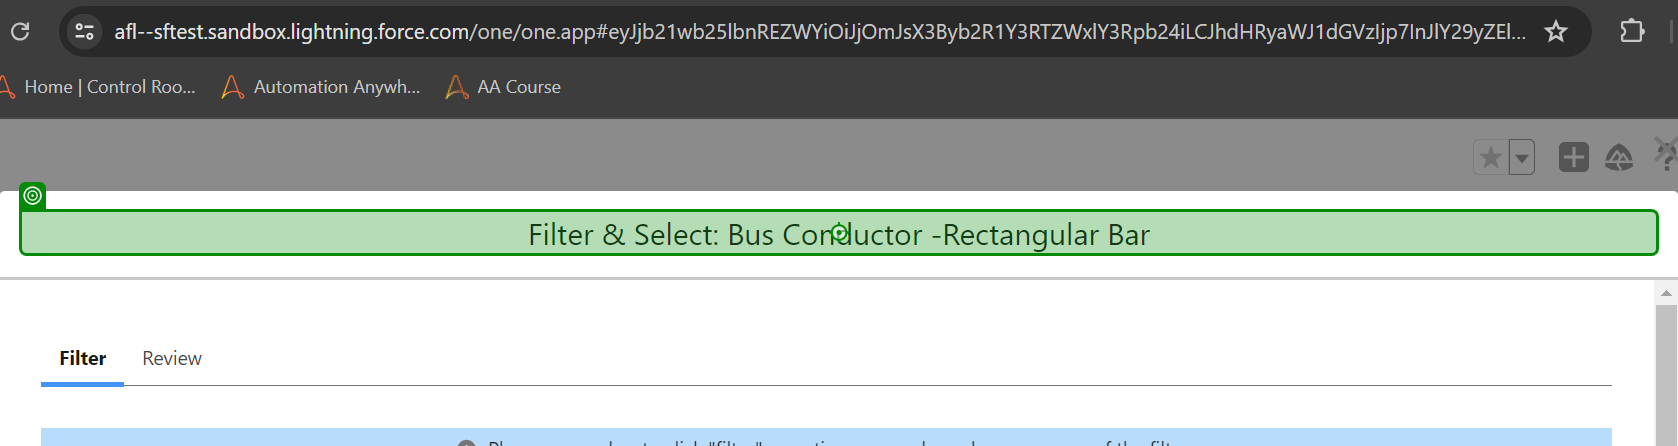 afl--sftest.sandbox.lightning.force.com/one/one.app#eyJjb21wb25lbnREZWYiOiJjOmJsX3Byb2R1Y3RTZWxlY3Rpb24iLCJhdHRyaWJ1dGVzIjp7InJlY29yZEl...
Home | Control Roo... Automation Anywh... AA Course
Filter & Select: Bus Conductor -Rectangular Bar
Filter Review